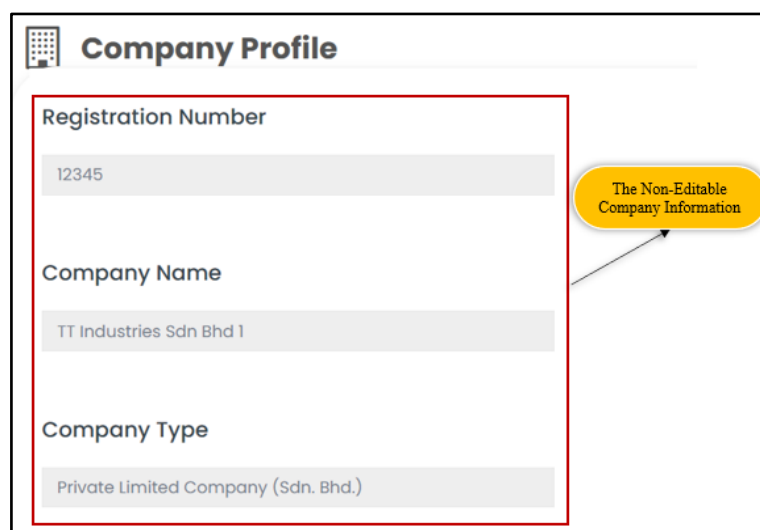 Company Profile
Registration Number
12345
The Non-Editable
Company Information
Company Name
TT Industries Sdn Bhd 1
Company Type
Private Limited Company (Sdn. Bhd.)